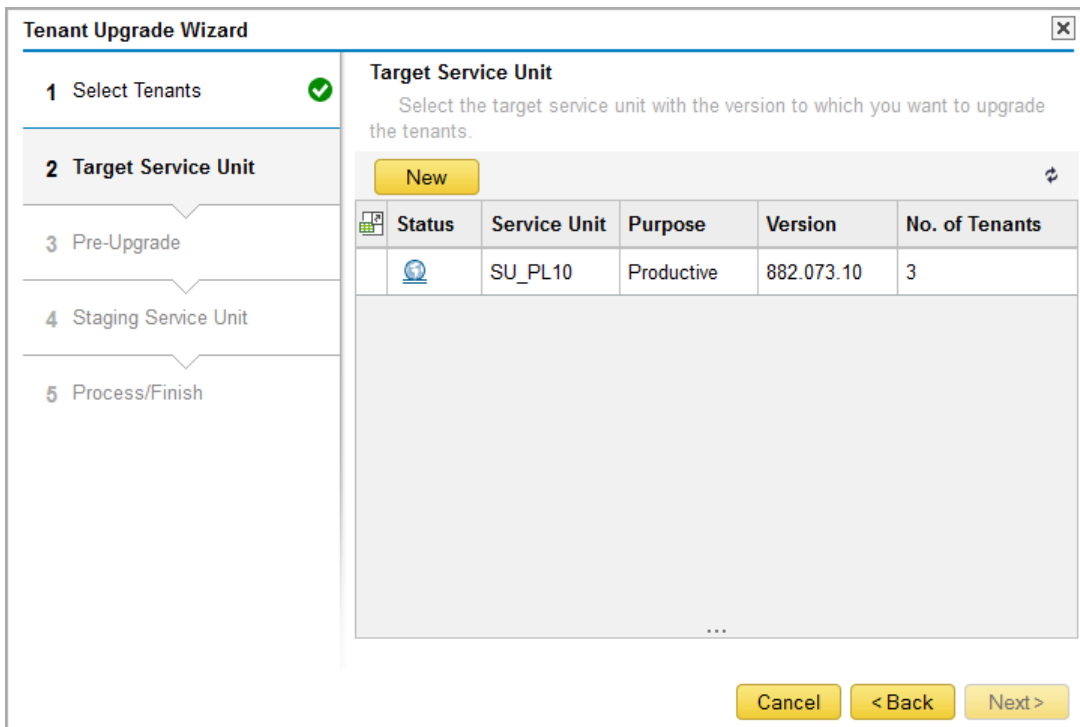 Tenant Upgrade Wizard
1 Select Tenants
2 Target Service Unit
3 Pre-Upgrade
4 Staging Service Unit
5 Process/Finish
Target Service Unit
Select the target service unit with the version to which you want to upgrade
the tenants.
New
Status Service Unit Purpose Version No. of Tenants
SU_PL10 Productive 882.073.10 3
...
Cancel < Back Next >